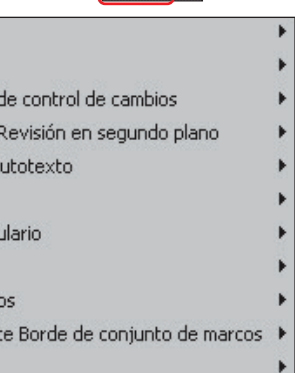 de control de cambios
Revisión en segundo plano
utotexto
ulario
os
te Borde de conjunto de marcos